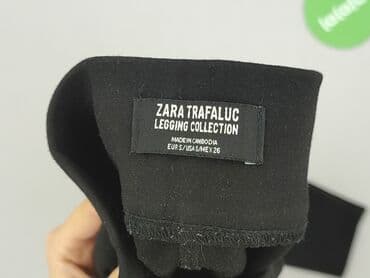 ZARA TRAFALUC
LEGGING COLLECTION
MADE IN CAMBODIA
EUR S/USA S/MEX 26